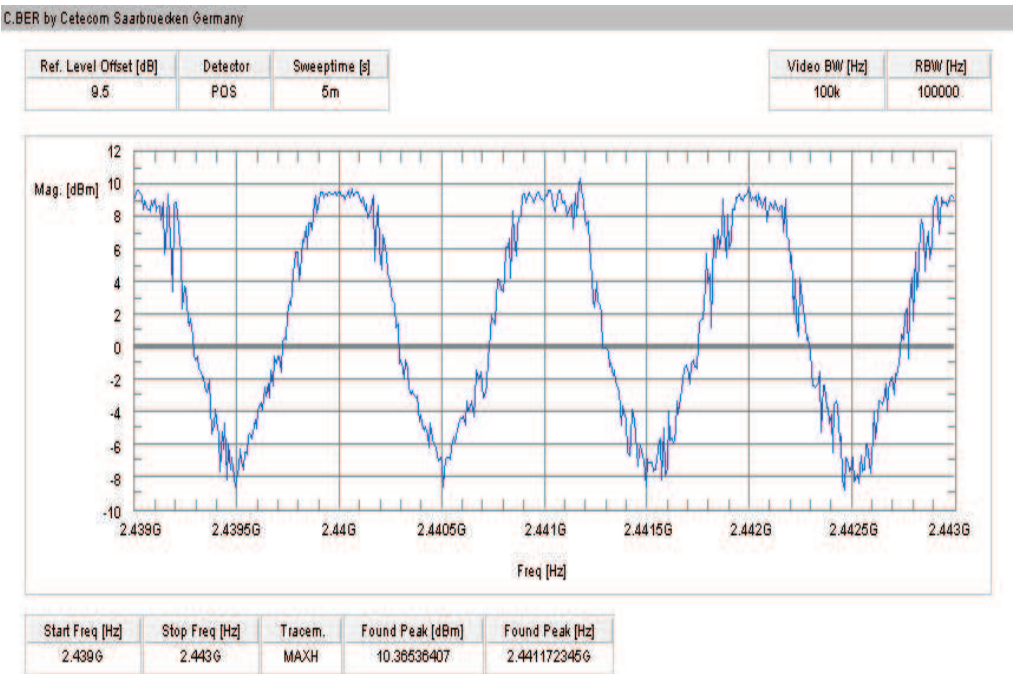 C.BER by Cetecom Saarbruecken Germany
Ref. Level Offset [dB] Detector Sweeptime [s] Video BW [Hz] RBW [Hz]
9.5 POS 5m 100k 100000
Mag. [dBm]
12
10
8
6
4
2
0
-2
-4
-6
-8
-10
2.439G 2.4395G 2.44G 2.4405G 2.441G 2.4415G 2.442G 2.4425G 2.443G
Freq [Hz]
Start Freq [Hz] Stop Freq [Hz] Tracem. Found Peak [dBm] Found Peak [Hz]
2.439G 2.443G MAXH 10.36536407 2.441172345G